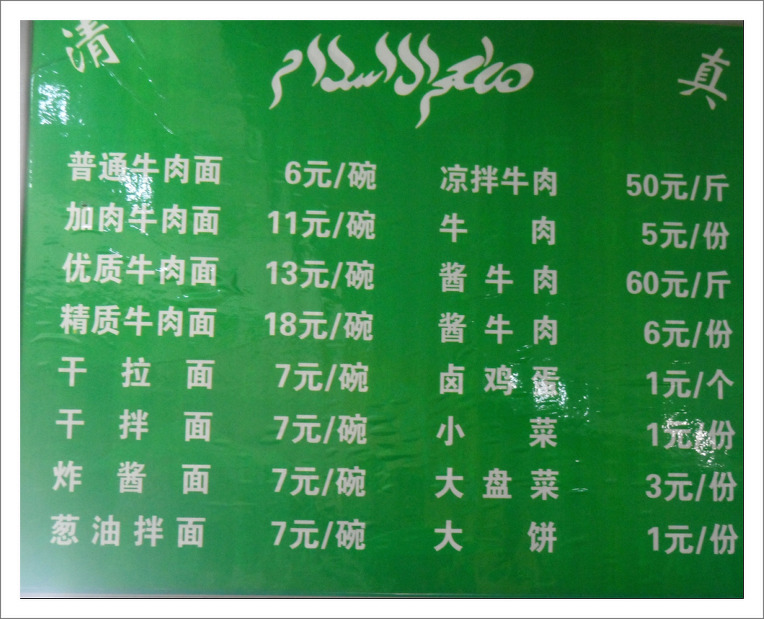 清 真
普通牛肉面 6元/碗 凉拌牛肉 50元/斤
加肉牛肉面 11元/碗 牛肉 5元/份
优质牛肉面 13元/碗 酱牛肉 60元/斤
精质牛肉面 18元/碗 酱牛肉 6元/份
干拉面 7元/碗 卤鸡蛋 1元/个
干拌面 7元/碗 小菜 1元/份
炸酱面 7元/碗 大盘菜 3元/份
葱油拌面 7元/碗 大饼 1元/份